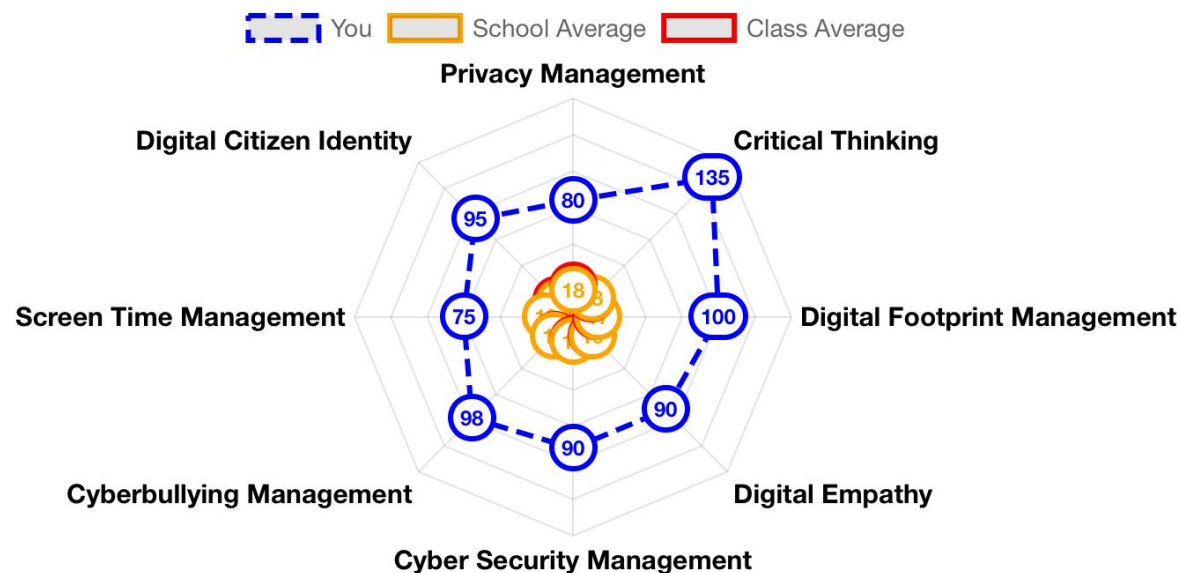 You School Average Class Average
Privacy Management
Digital Citizen Identity Critical Thinking
135
95 80
18
Screen Time Management 75 100 Digital Footprint Management
98 90
90
Cyberbullying Management Digital Empathy
Cyber Security Management